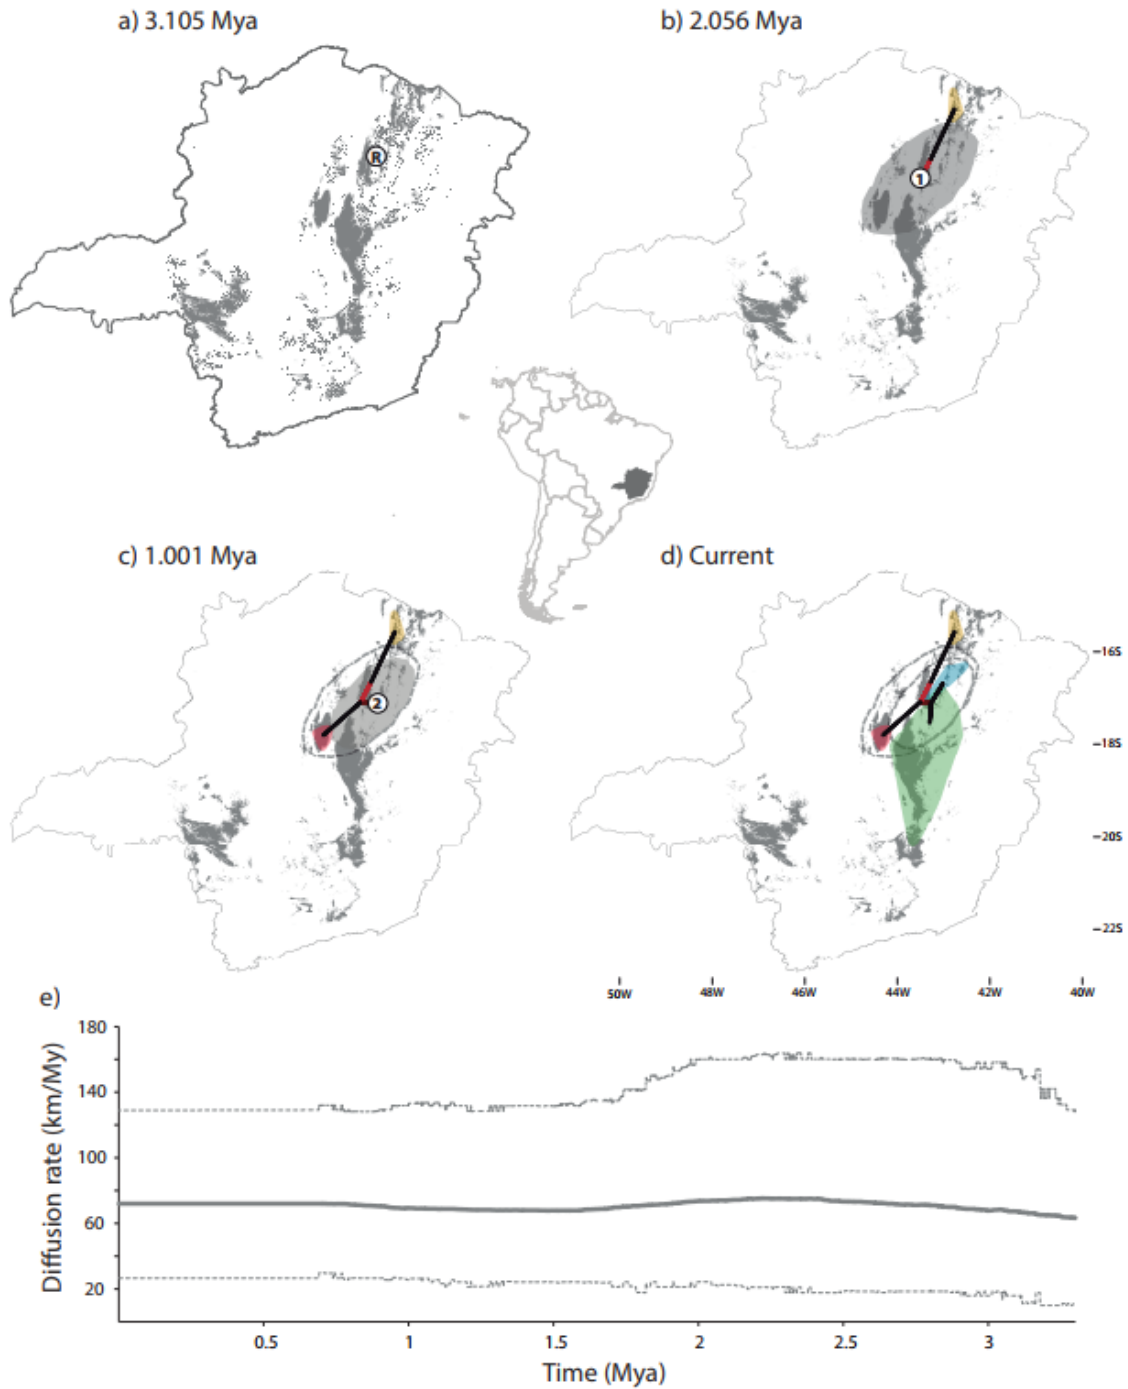 a) 3.105 Mya
b) 2.056 Mya
R
1
c) 1.001 Mya
d) Current
2
–16S
–18S
–20S
–22S
50W 48W 46W 44W 42W 40W
e)
Diffusion rate (km/My)
180
140
100
60
20
0.5 1 1.5 2 2.5 3
Time (Mya)